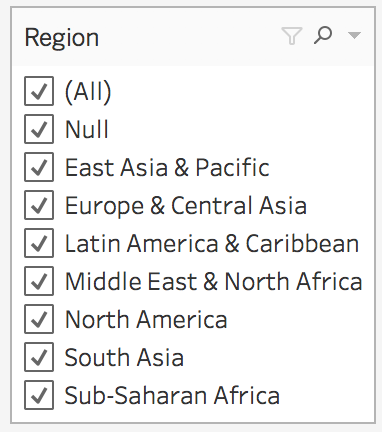 Region
(All)
Null
East Asia & Pacific
Europe & Central Asia
Latin America & Caribbean
Middle East & North Africa
North America
South Asia
Sub-Saharan Africa